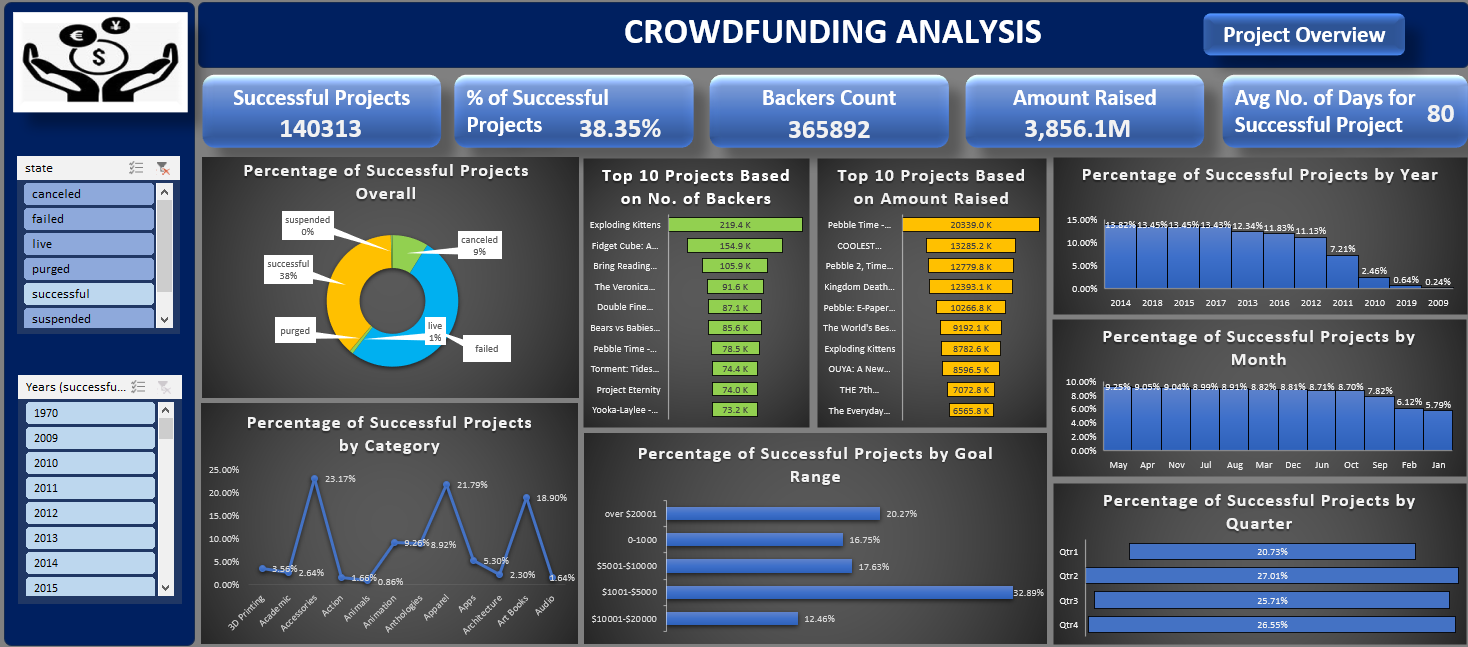 CROWDFUNDING ANALYSIS
Project Overview
€ ¥ $
Successful Projects
140313
% of Successful
Projects 38.35%
Backers Count
365892
Amount Raised
3,856.1M
Avg No. of Days for
Successful Project 80
state
canceled
failed
live
purged
successful
suspended
Years (successfu...
1970
2009
2010
2011
2012
2013
2014
2015
Percentage of Successful Projects
Overall
suspended
0%
canceled
9%
successful
38%
purged
live
1%
failed
Top 10 Projects Based
on No. of Backers
Exploding Kittens 219.4 K
Fidget Cube: A... 154.9 K
Bring Reading... 105.9 K
The Veronica... 91.6 K
Double Fine... 87.1 K
Bears vs Babies... 85.6 K
Pebble Time -... 78.5 K
Torment: Tides... 74.4 K
Project Eternity 74.0 K
Yooka-Laylee -... 73.2 K
Top 10 Projects Based
on Amount Raised
Pebble Time -... 20339.0 K
COOLEST... 13285.2 K
Pebble 2, Time... 12779.8 K
Kingdom Death... 12393.1 K
Pebble: E-Paper... 10266.8 K
The World's Bes... 9192.1 K
Exploding Kittens 8782.6 K
OUYA: A New... 8596.5 K
THE 7th... 7072.8 K
The Everyday... 6565.8 K
Percentage of Successful Projects by Year
15.00%
10.00%
5.00%
0.00%
13.82% 13.45% 13.45% 13.43% 12.34% 11.83% 11.13% 7.21% 2.46% 0.64% 0.24%
2014 2018 2015 2017 2013 2016 2012 2011 2010 2019 2009
Percentage of Successful Projects by
Month
10.00%
8.00%
6.00%
4.00%
2.00%
0.00%
9.25% 9.05% 9.04% 8.99% 8.91% 8.82% 8.81% 8.71% 8.70% 7.82% 6.12% 5.79%
May Apr Nov Jul Aug Mar Dec Jun Oct Sep Feb Jan
Percentage of Successful Projects
by Category
25.00%
20.00%
15.00%
10.00%
5.00%
0.00%
3.56% 2.64% 23.17% 1.66% 0.86% 9.26% 8.92% 21.79% 5.30% 2.30% 18.90% 1.64%
3D Printing Academic Accessories Action Animals Animation Anthologies Apparel Apps Architecture Art Books Audio
Percentage of Successful Projects by Goal
Range
over $20001 20.27%
0-1000 16.75%
$5001-$10000 17.63%
$1001-$5000 32.89%
$10001-$20000 12.46%
Percentage of Successful Projects by
Quarter
Qtr1 20.73%
Qtr2 27.01%
Qtr3 25.71%
Qtr4 26.55%